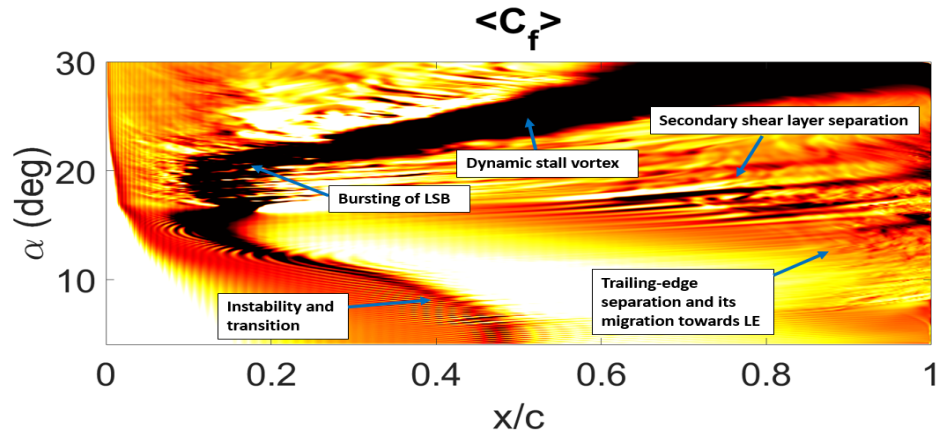 <C_f>
30
20
10
α (deg)
Secondary shear layer separation
Dynamic stall vortex
Bursting of LSB
Instability and
transition
Trailing-edge
separation and its
migration towards LE
0
0.2
0.4
0.6
0.8
1
x/c